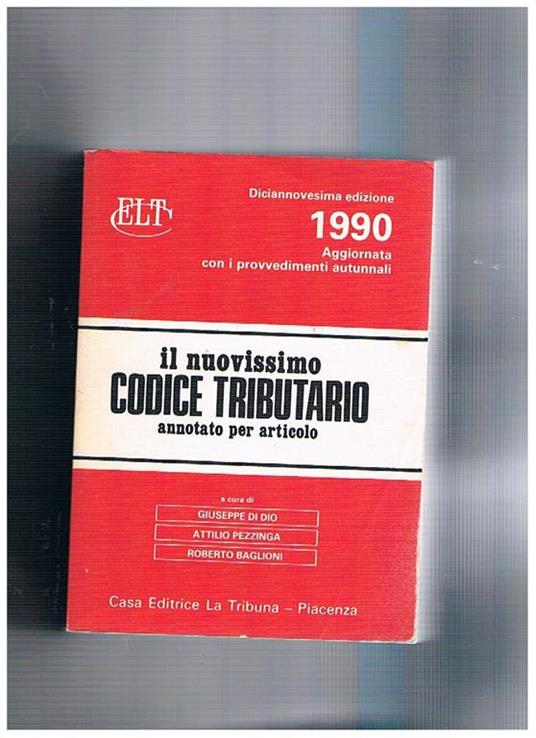 ELT
Diciannovesima edizione
1990
Aggiornata
con i provvedimenti autunnali
il nuovissimo
CODICE TRIBUTARIO
annotato per articolo
a cura di
GIUSEPPE DI DIO
ATTILIO PEZZINGA
ROBERTO BAGLIONI
Casa Editrice La Tribuna – Piacenza